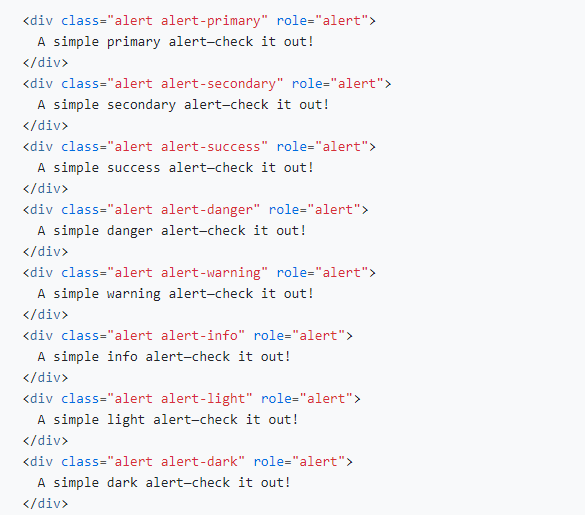 <div class="alert alert-primary" role="alert">
  A simple primary alert—check it out!
</div>
<div class="alert alert-secondary" role="alert">
  A simple secondary alert—check it out!
</div>
<div class="alert alert-success" role="alert">
  A simple success alert—check it out!
</div>
<div class="alert alert-danger" role="alert">
  A simple danger alert—check it out!
</div>
<div class="alert alert-warning" role="alert">
  A simple warning alert—check it out!
</div>
<div class="alert alert-info" role="alert">
  A simple info alert—check it out!
</div>
<div class="alert alert-light" role="alert">
  A simple light alert—check it out!
</div>
<div class="alert alert-dark" role="alert">
  A simple dark alert—check it out!
</div>